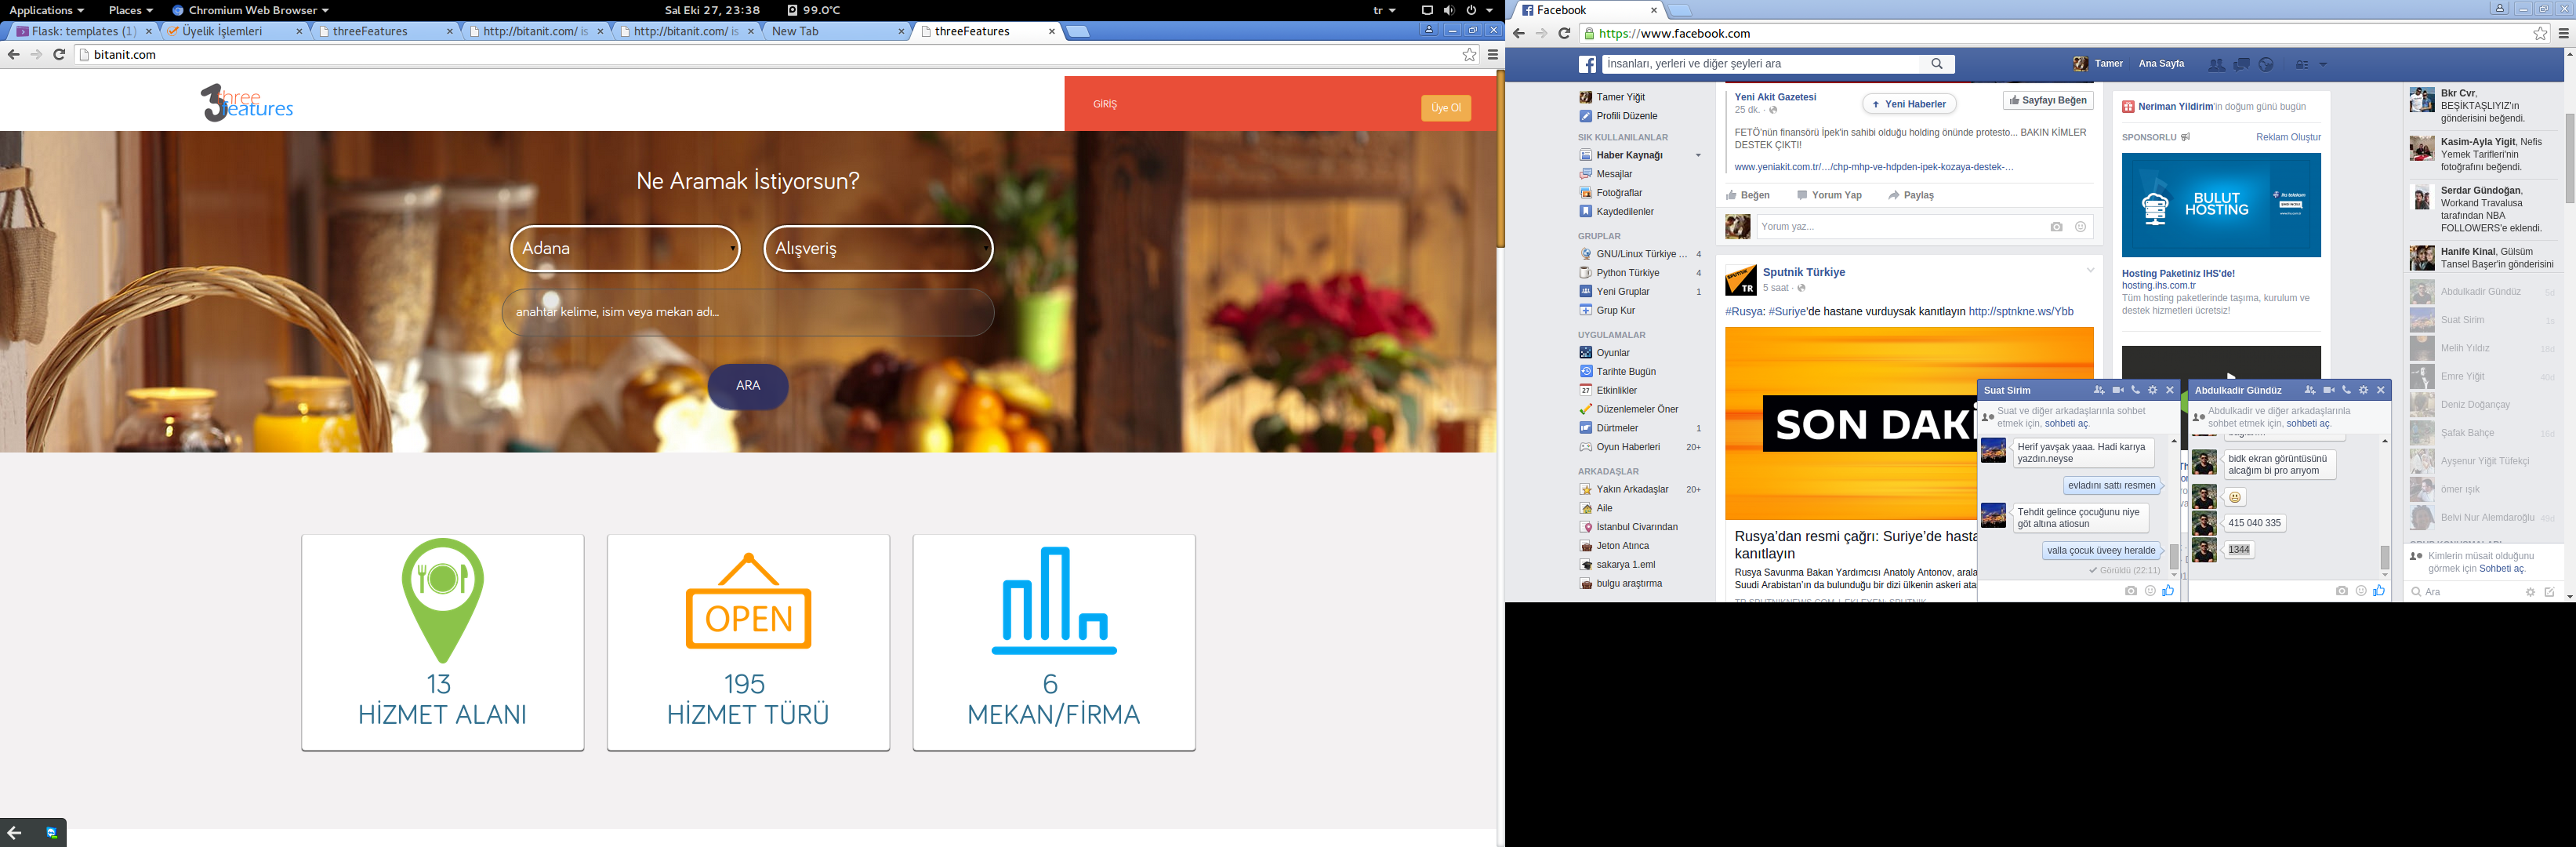 Applications
Places
Chromium Web Browser
Sal Eki 27, 23:38
99.0°C
tr
Flask: templates (1)
Üyelik İşlemleri
threeFeatures
http://bitanit.com/ is
http://bitanit.com/ is
New Tab
threeFeatures
bitanit.com
3 three
features
GİRİŞ
Üye Ol
Ne Aramak İstiyorsun?
Adana
Alışveriş
anahtar kelime, isim veya mekan adı...
ARA
13
HİZMET ALANI
OPEN
195
HİZMET TÜRÜ
6
MEKAN/FİRMA
Facebook
https://www.facebook.com
İnsanları, yerleri ve diğer şeyleri ara
Tamer
Ana Sayfa
Tamer Yiğit
Profili Düzenle
SIK KULLANILANLAR
Haber Kaynağı
Mesajlar
Fotoğraflar
Kaydedilenler
GRUPLAR
GNU/Linux Türkiye ... 4
Python Türkiye 4
Yeni Gruplar 1
Grup Kur
UYGULAMALAR
Oyunlar
Tarihte Bugün
27 Etkinlikler
Düzenlemeler Öner
Dürtmeler 1
Oyun Haberleri 20+
ARKADAŞLAR
Yakın Arkadaşlar 20+
Aile
İstanbul Civarından
Jeton Atınca
sakarya 1.eml
bulgu araştırma
Yeni Akit Gazetesi
25 dk.
Yeni Haberler
Sayfayı Beğen
FETÖ'nün finansörü İpek'in sahibi olduğu holding önünde protesto... BAKIN KİMLER
DESTEK ÇIKTI!
www.yeniakit.com.tr/…/chp-mhp-ve-hdpden-ipek-kozaya-destek-…
Beğen
Yorum Yap
Paylaş
Yorum yaz...
SPUTNIK
TR
Sputnik Türkiye
5 saat
#Rusya: #Suriye'de hastane vurduysak kanıtlayın http://sptnkne.ws/Ybb
SON DAKİ
Rusya'dan resmi çağrı: Suriye'de hasta
kanıtlayın
Rusya Savunma Bakan Yardımcısı Anatoly Antonov, arala
Suudi Arabistan'ın da bulunduğu bir dizi ülkenin askeri ata
TR.SPUTNIKNEWS.COM | EKLEYEN: SPUTNIK
Neriman Yildirim'in doğum günü bugün
SPONSORLU
Reklam Oluştur
BULUT
HOSTING
Hosting Paketiniz IHS'de!
hosting.ihs.com.tr
Tüm hosting paketlerinde taşıma, kurulum ve
destek hizmetleri ücretsiz!
Suat Sirim
Suat ve diğer arkadaşlarınla sohbet
etmek için, sohbeti aç.
Herif yavşak yaaa. Hadi karıya
yazdın.neyse
evladını sattı resmen
Tehdit gelince çocuğunu niye
göt altına atiosun
valla çocuk üveey heralde
Görüldü (22:11)
Abdulkadir Gündüz
Abdulkadir ve diğer arkadaşlarınla
sohbet etmek için, sohbeti aç.
bidk ekran görüntüsünü
alcağım bi pro arıyom
415 040 335
1344
Bkr Cvr,
BEŞİKTAŞLIYIZ'ın
gönderisini beğendi.
Kasim-Ayla Yigit, Nefis
Yemek Tarifleri'nin
fotoğrafını beğendi.
Serdar Gündoğan,
Workand Travalusa
tarafından NBA
FOLLOWERS'e eklendi.
Hanife Kinal, Gülsüm
Tansel Başer'in gönderisini
Abdulkadir Gündüz 5d
Suat Sirim 1s
Melih Yıldız 18d
Emre Yiğit 40d
Deniz Doğançay
Şafak Bahçe 16d
Ayşenur Yiğit Tüfekçi
ömer ışık
Belvi Nur Alemdaroğlu 49d
Kimlerin müsait olduğunu
görmek için Sohbeti aç.
Ara